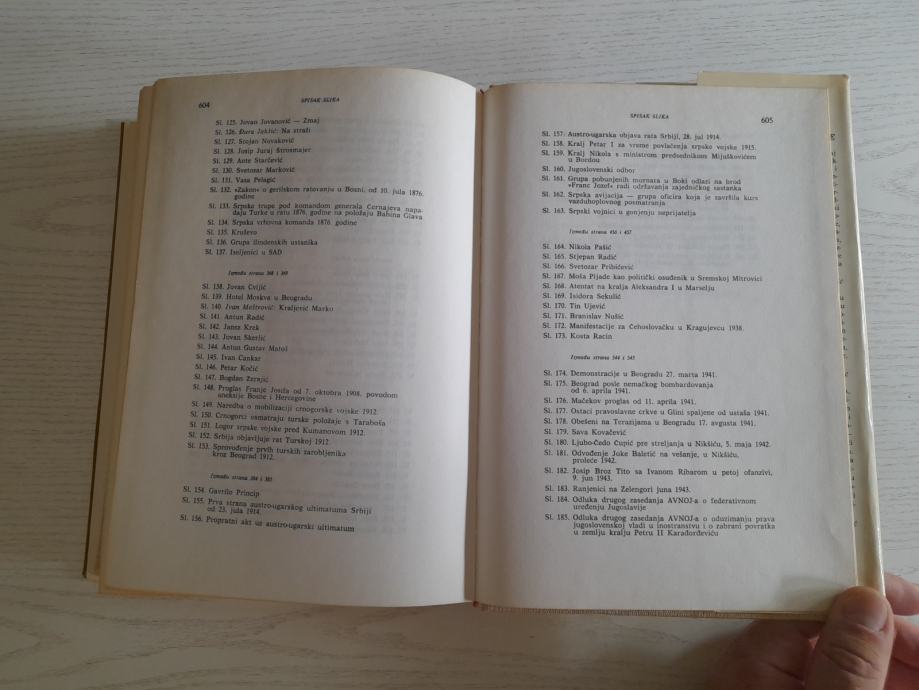 604
SPISAK SLIKA
Sl. 125. Jovan Jovanović — Zmaj
Sl. 126. Đura Jakšić: Na straži
Sl. 127. Stojan Novaković
Sl. 128. Josip Juraj Štrosmajer
Sl. 129. Ante Starčević
Sl. 130. Svetozar Marković
Sl. 131. Vasa Pelagić
Sl. 132. »Zakon« o gerilskom ratovanju u Bosni, od 10. jula 1876.
godine
Sl. 133. Srpske trupe pod komandom generala Černajeva napa-
daju Turke u ratu 1876. godine na položaju Babina Glava
Sl. 134. Srpska vrhovna komanda 1876. godine
Sl. 135. Kruševo
Sl. 136. Grupa ilindenskih ustanika
Sl. 137. Iseljenici u SAD
Između strana 368 i 369
Sl. 138. Jovan Cvijić
Sl. 139. Hotel Moskva u Beogradu
Sl. 140. Ivan Meštrović: Kraljević Marko
Sl. 141. Antun Radić
Sl. 142. Janez Krek
Sl. 143. Jovan Skerlić
Sl. 144. Antun Gustav Matoš
Sl. 145. Ivan Cankar
Sl. 146. Petar Kočić
Sl. 147. Bogdan Žerajić
Sl. 148. Proglas Franje Josifa od 7. oktobra 1908, povodom
aneksije Bosne i Hercegovine
Sl. 149. Naredba o mobilizaciji crnogorske vojske 1912.
Sl. 150. Crnogorci osmatraju turske položaje s Taraboša
Sl. 151. Logor srpske vojske pred Kumanovom 1912.
Sl. 152. Srbija objavljuje rat Turskoj 1912.
Sl. 153. Sprovođenje prvih turskih zarobljenika
kroz Beograd 1912.
Između strana 384 i 385
Sl. 154. Gavrilo Princip
Sl. 155. Prva strana austro-ugarskog ultimatuma Srbiji
od 23. jula 1914.
Sl. 156. Propratni akt uz austro-ugarski ultimatum
SPISAK SLIKA
605
Sl. 157. Austro-ugarska objava rata Srbiji, 28. jul 1914.
Sl. 158. Kralj Petar I za vreme povlačenja srpske vojske 1915.
Sl. 159. Kralj Nikola s ministrom predsednikom Mijuškovićem
u Bordou
Sl. 160. Jugoslovenski odbor
Sl. 161. Grupa pobunjenih mornara u Boki odlazi na brod
»Franc Jozef« radi održavanja zajedničkog sastanka
Sl. 162. Srpska avijacija — grupa oficira koja je završila kurs
vazduhoplovnog posmatranja
Sl. 163. Srpski vojnici u gonjenju neprijatelja
Između strana 456 i 457
Sl. 164. Nikola Pašić
Sl. 165. Stjepan Radić
Sl. 166. Svetozar Pribićević
Sl. 167. Moša Pijade kao politički osuđenik u Sremskoj Mitrovici
Sl. 168. Atentat na kralja Aleksandra I u Marselju
Sl. 169. Isidora Sekulić
Sl. 170. Tin Ujević
Sl. 171. Branislav Nušić
Sl. 172. Manifestacije za Čehoslovačku u Kragujevcu 1938.
Sl. 173. Kosta Racin
Između strana 544 i 545
Sl. 174. Demonstracije u Beogradu 27. marta 1941.
Sl. 175. Beograd posle nemačkog bombardovanja
od 6. aprila 1941.
Sl. 176. Mačekov proglas od 11. aprila 1941.
Sl. 177. Ostaci pravoslavne crkve u Glini spaljene od ustaša 1941.
Sl. 178. Obešeni na Terazijama u Beogradu 17. avgusta 1941.
Sl. 179. Sava Kovačević
Sl. 180. Ljubo-Čedo Čupić pre streljanja u Nikšiću, 5. maja 1942.
Sl. 181. Odvođenje Joke Baletić na vešanje, u Nikšiću,
proleće 1942.
Sl. 182. Josip Broz Tito sa Ivanom Ribarom u petoj ofanzivi,
9. jun 1943.
Sl. 183. Ranjenici na Zelengori juna 1943.
Sl. 184. Odluka drugog zasedanja AVNOJ-a o federativnom
uređenju Jugoslavije
Sl. 185. Odluka drugog zasedanja AVNOJ-a o oduzimanju prava
jugoslovenskoj vladi u inostranstvu i o zabrani povratka
u zemlju kralju Petru II Karađorđeviću